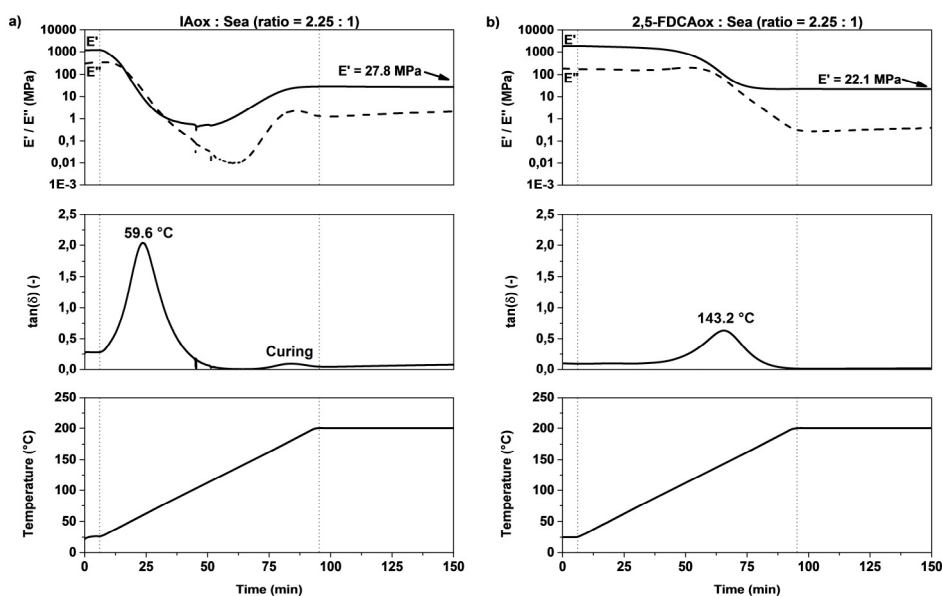 a)
IAox : Sea (ratio = 2.25 : 1)
10000
1000
100
10
1
0,1
0,01
1E-3
E' / E'' (MPa)
E'
E''
E' = 27.8 MPa
2,5
2,0
1,5
1,0
0,5
0,0
tan(δ) (-)
59.6 °C
Curing
250
200
150
100
50
0
Temperature (°C)
0 25 50 75 100 125 150
Time (min)
b)
2,5-FDCAox : Sea (ratio = 2.25 : 1)
10000
1000
100
10
1
0,1
0,01
1E-3
E' / E'' (MPa)
E'
E''
E' = 22.1 MPa
2,5
2,0
1,5
1,0
0,5
0,0
tan(δ) (-)
143.2 °C
250
200
150
100
50
0
Temperature (°C)
0 25 50 75 100 125 150
Time (min)